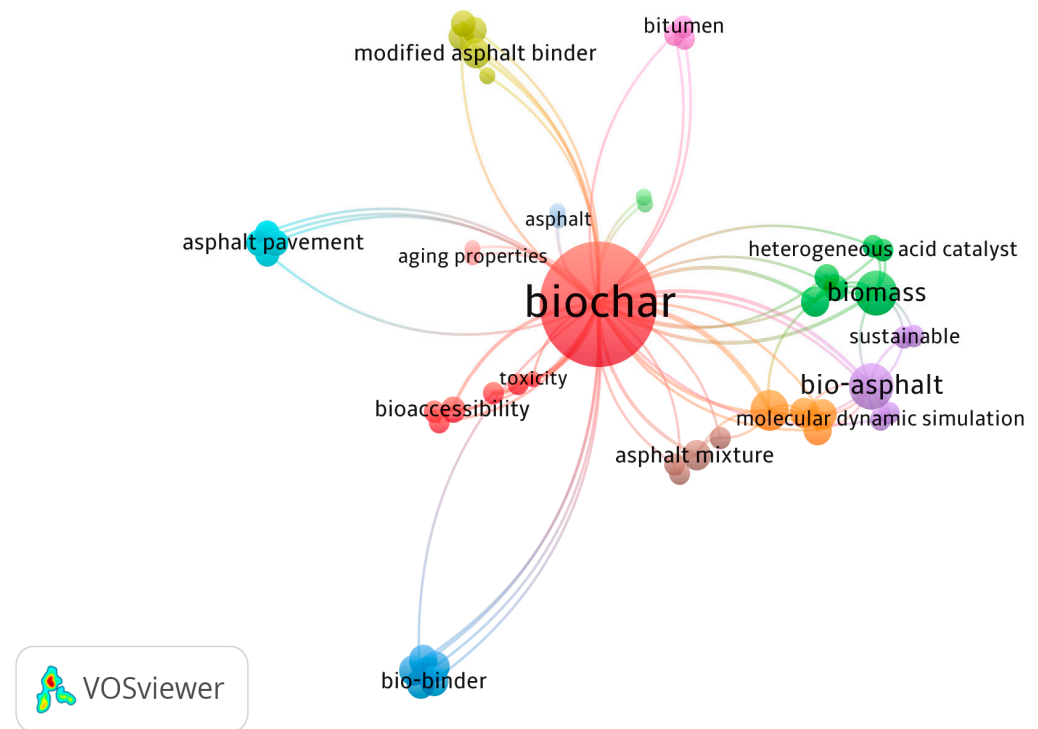 bitumen
modified asphalt binder
asphalt
asphalt pavement
heterogeneous acid catalyst
aging properties
biochar
biomass
sustainable
toxicity
bio-asphalt
bioaccessibility
molecular dynamic simulation
asphalt mixture
bio-binder
VOSviewer